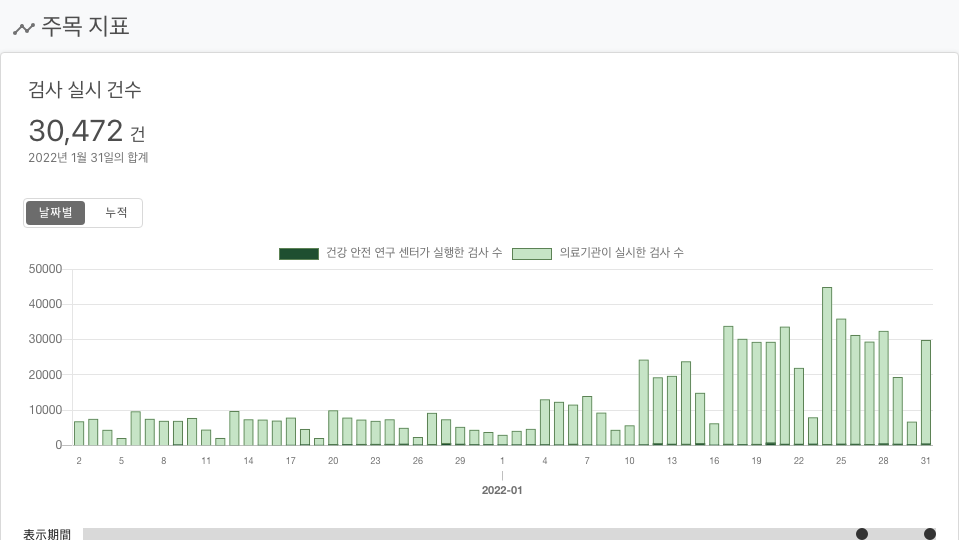 주목 지표
검사 실시 건수
30,472 건
2022년 1월 31일의 합계
날짜별 누적
건강 안전 연구 센터가 실행한 검사 수 의료기관이 실시한 검사 수
50000
40000
30000
20000
10000
0
2 5 8 11 14 17 20 23 26 29 1 4 7 10 13 16 19 22 25 28 31
2022-01
表示期間